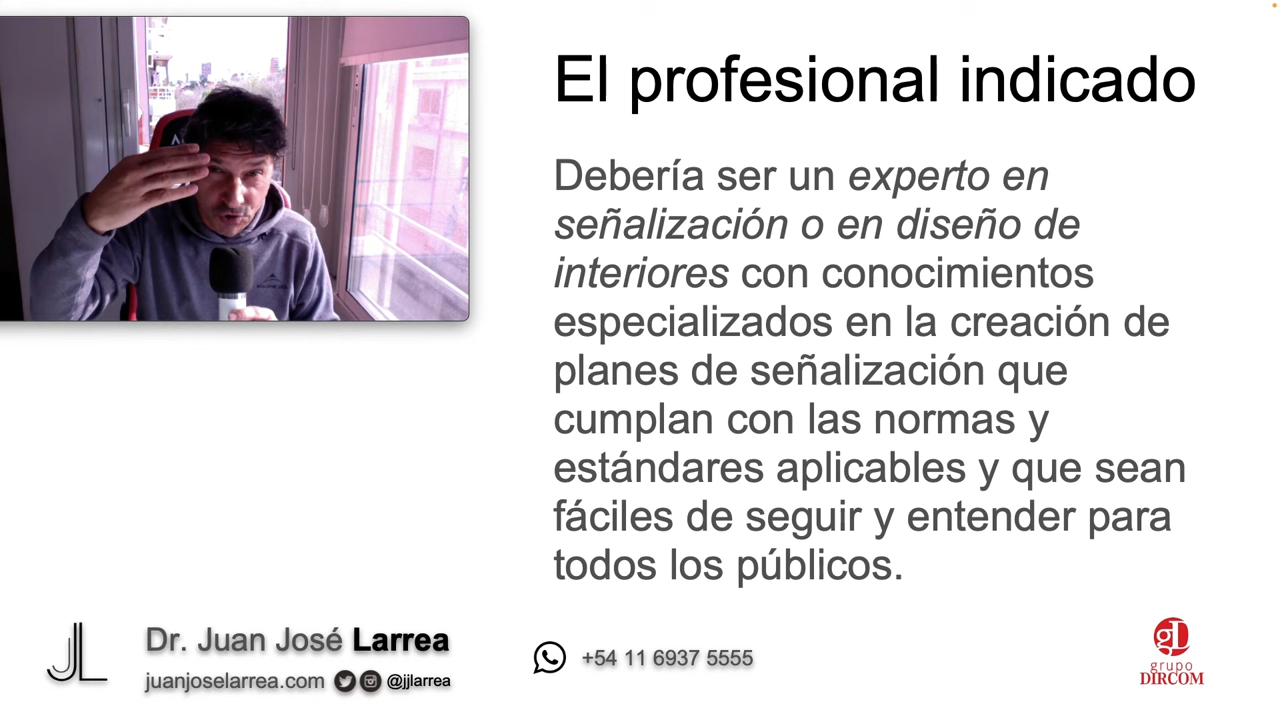 El profesional indicado
Debería ser un experto en
señalización o en diseño de
interiores con conocimientos
especializados en la creación de
planes de señalización que
cumplan con las normas y
estándares aplicables y que sean
fáciles de seguir y entender para
todos los públicos.
JL
Dr. Juan José Larrea
juanjoselarrea.com @jjlarrea
+54 11 6937 5555
gD
grupo
DIRCOM